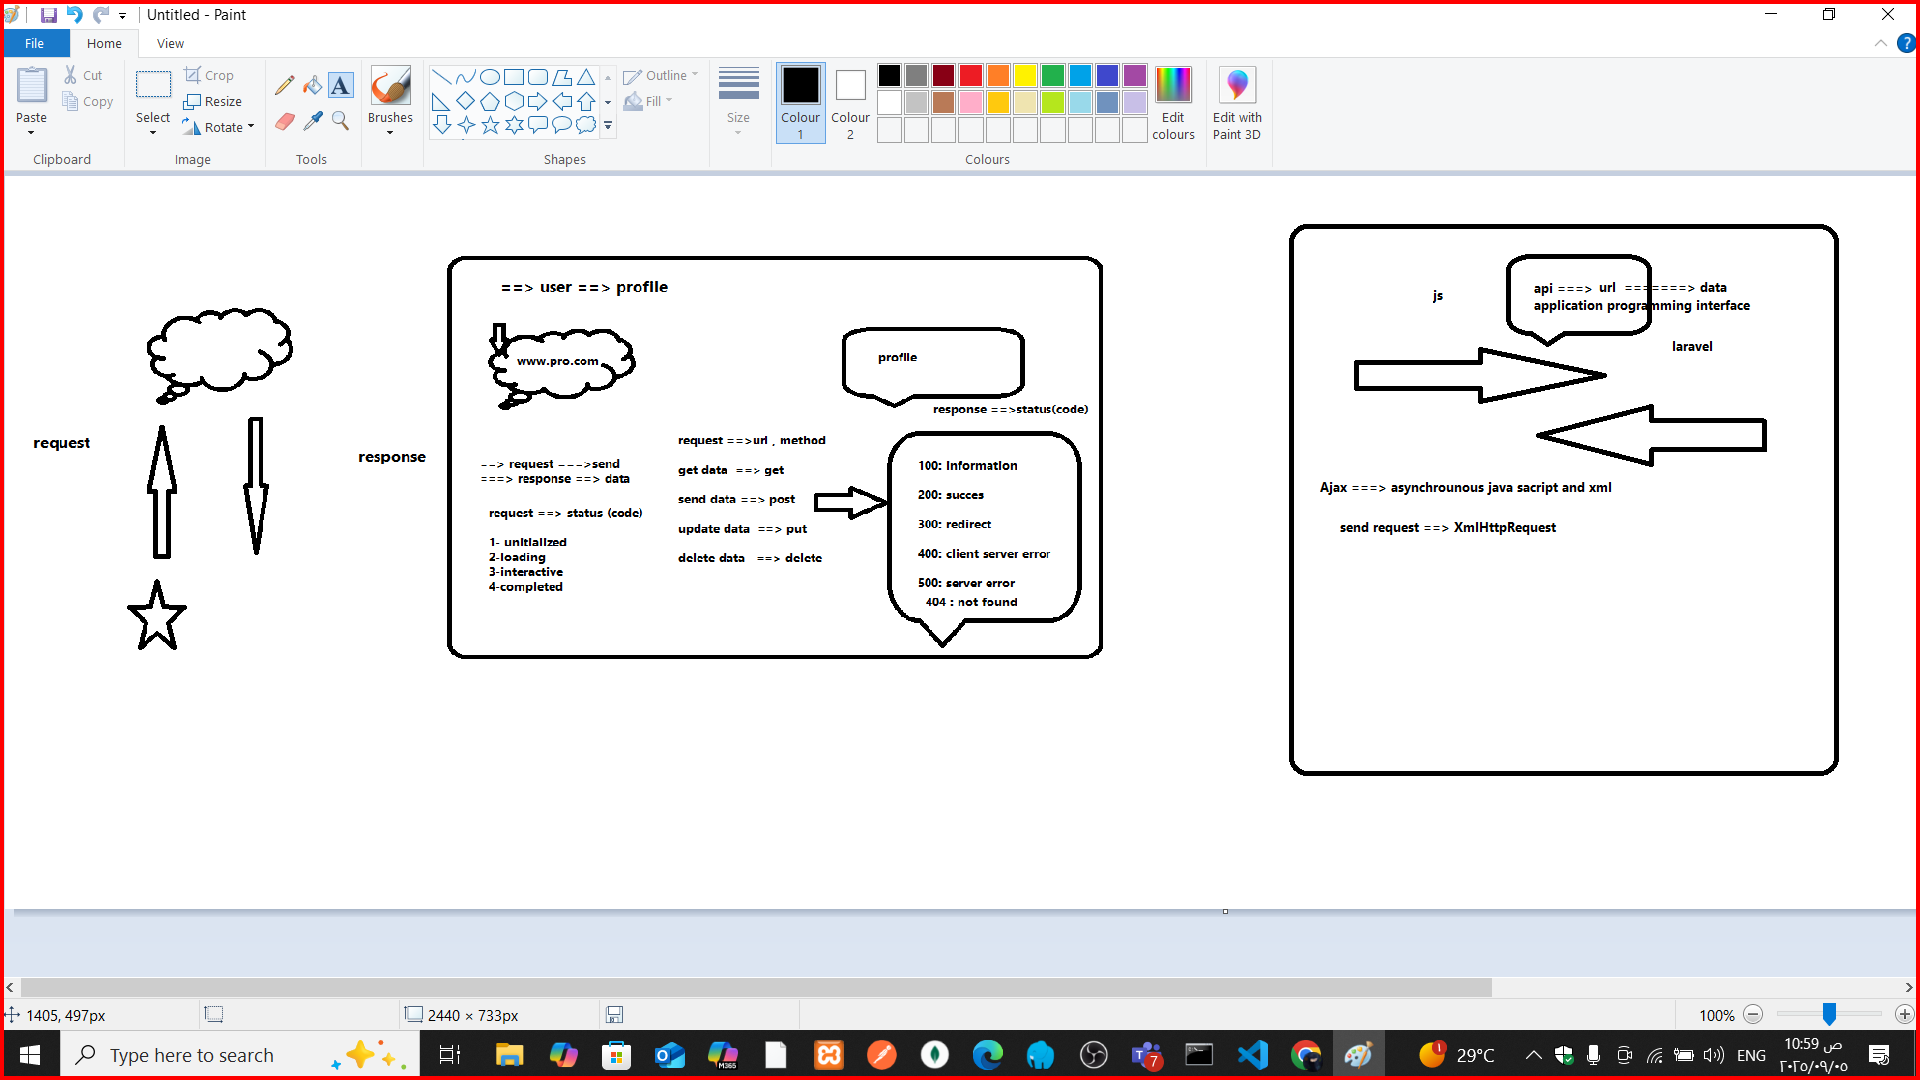 Untitled - Paint
File
Home
View
Paste
Cut
Copy
Clipboard
Select
Crop
Resize
Rotate
Image
Tools
Brushes
Shapes
Outline
Fill
Size
Colour
1
Colour
2
Edit
colours
Colours
Edit with
Paint 3D
request
response
==> user ==> profile
www.pro.com
profile
response ==>status(code)
--> request --->send
===> response ==> data
request ==> status (code)
1- unitialized
2-loading
3-interactive
4-completed
request ==>url , method
get data ==> get
send data ==> post
update data ==> put
delete data ==> delete
100: information
200: succes
300: redirect
400: client server error
500: server error
404 : not found
js
api ===> url =======> data
application programming interface
laravel
Ajax ===> asynchrounous java sacript and xml
send request ==> XmlHttpRequest
1405, 497px
2440 × 733px
100%
Type here to search
M365
7
1
29°C
ENG
10:59 ص
٢٠٢٥/٠٩/٠٥